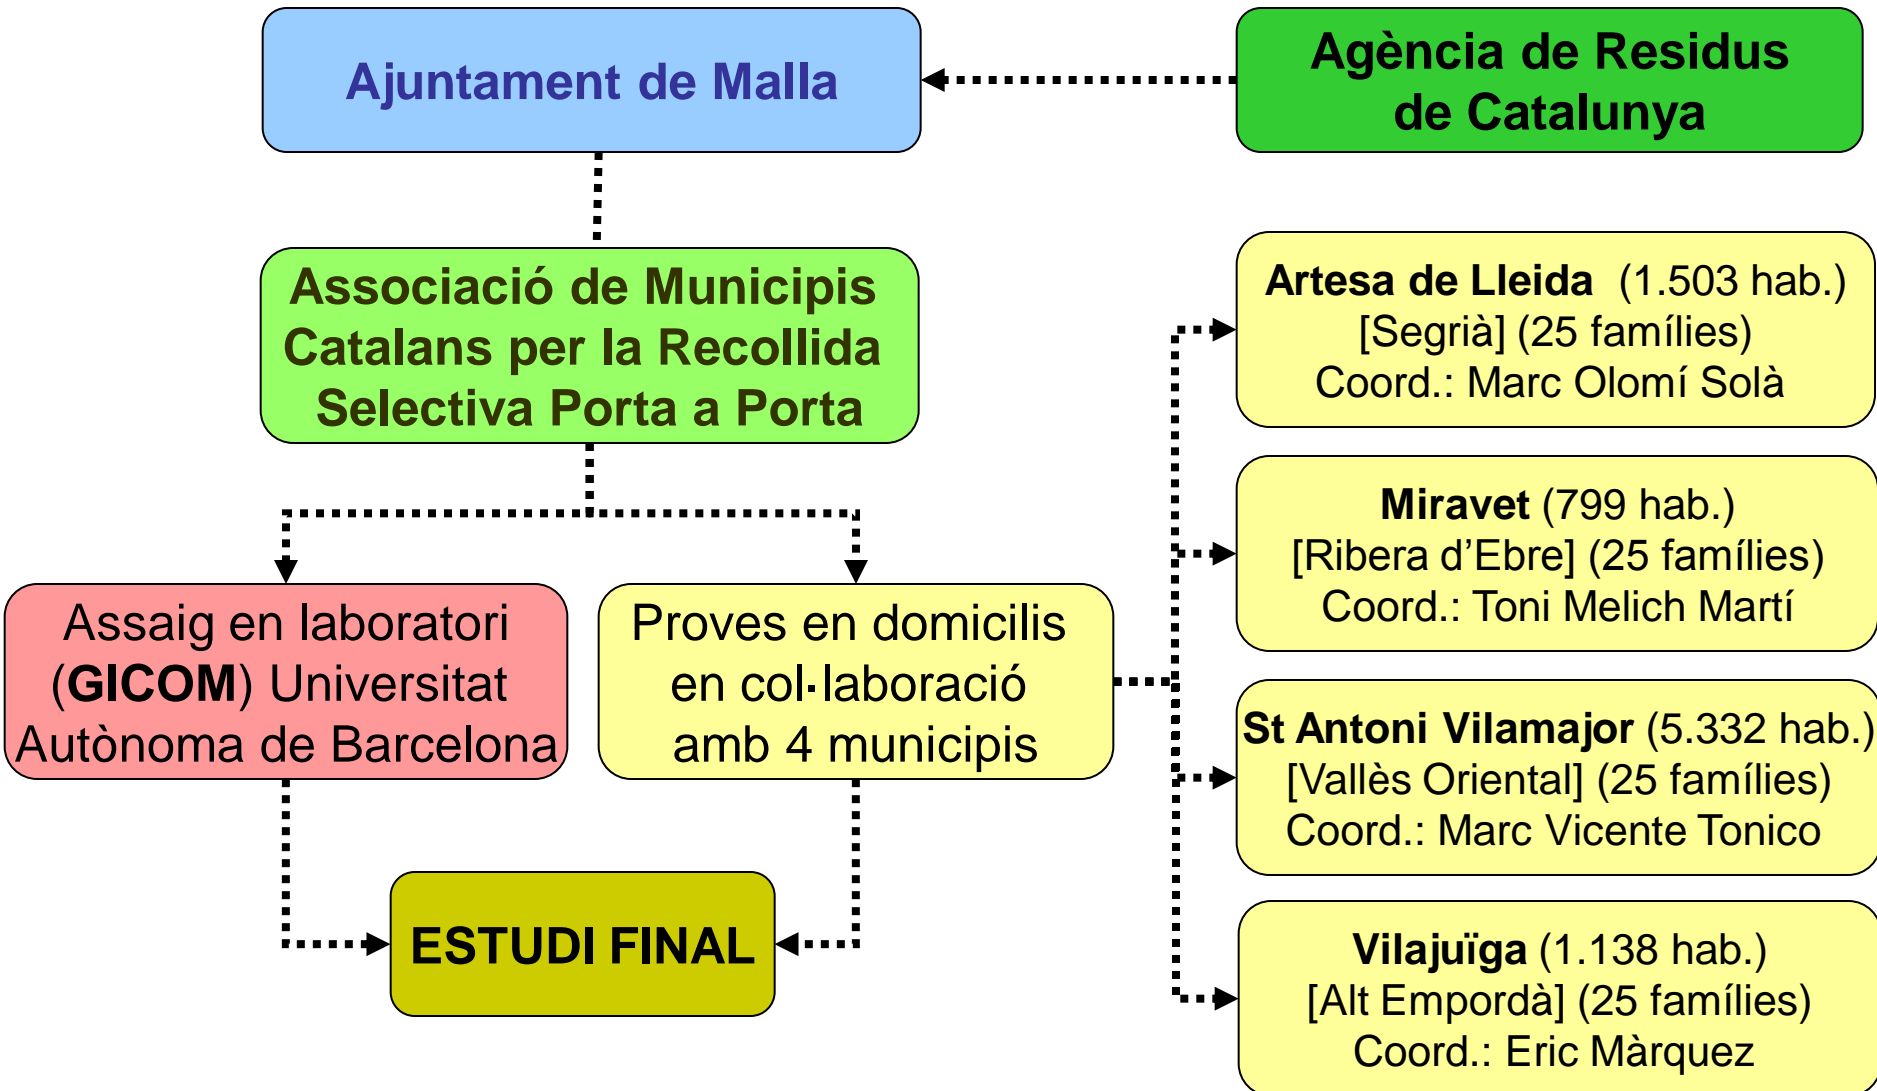 Ajuntament de Malla
Agència de Residus
de Catalunya
Associació de Municipis
Catalans per la Recollida
Selectiva Porta a Porta
Assaig en laboratori
(GICOM) Universitat
Autònoma de Barcelona
Proves en domicilis
en col·laboració
amb 4 municipis
ESTUDI FINAL
Artesa de Lleida (1.503 hab.)
[Segrià] (25 famílies)
Coord.: Marc Olomí Solà
Miravet (799 hab.)
[Ribera d’Ebre] (25 famílies)
Coord.: Toni Melich Martí
St Antoni Vilamajor (5.332 hab.)
[Vallès Oriental] (25 famílies)
Coord.: Marc Vicente Tonico
Vilajuïga (1.138 hab.)
[Alt Empordà] (25 famílies)
Coord.: Eric Màrquez